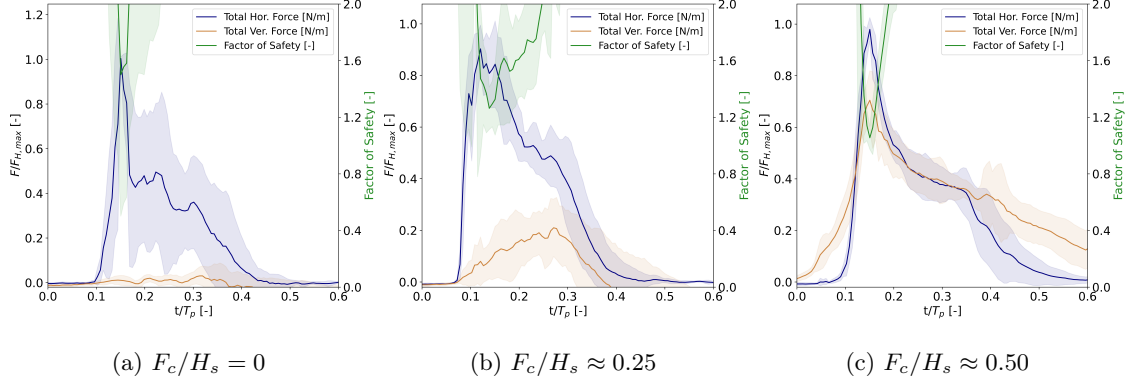 Total Hor. Force [N/m]
Total Ver. Force [N/m]
Factor of Safety [-]
F/F_{H,max} [-]
1.2
1.0
0.8
0.6
0.4
0.2
0.0
0.0 0.1 0.2 0.3 0.4 0.5 0.6
t/T_p [-]
2.0
1.6
1.2
0.8
0.4
0.0
Factor of Safety [-]
(a) F_c/H_s = 0
Total Hor. Force [N/m]
Total Ver. Force [N/m]
Factor of Safety [-]
F/F_{H,max} [-]
1.0
0.8
0.6
0.4
0.2
0.0
0.0 0.1 0.2 0.3 0.4 0.5 0.6
t/T_p [-]
2.0
1.6
1.2
0.8
0.4
0.0
Factor of Safety [-]
(b) F_c/H_s ≈ 0.25
Total Hor. Force [N/m]
Total Ver. Force [N/m]
Factor of Safety [-]
F/F_{H,max} [-]
1.0
0.8
0.6
0.4
0.2
0.0
0.0 0.1 0.2 0.3 0.4 0.5 0.6
t/T_p [-]
2.0
1.6
1.2
0.8
0.4
0.0
Factor of Safety [-]
(c) F_c/H_s ≈ 0.50